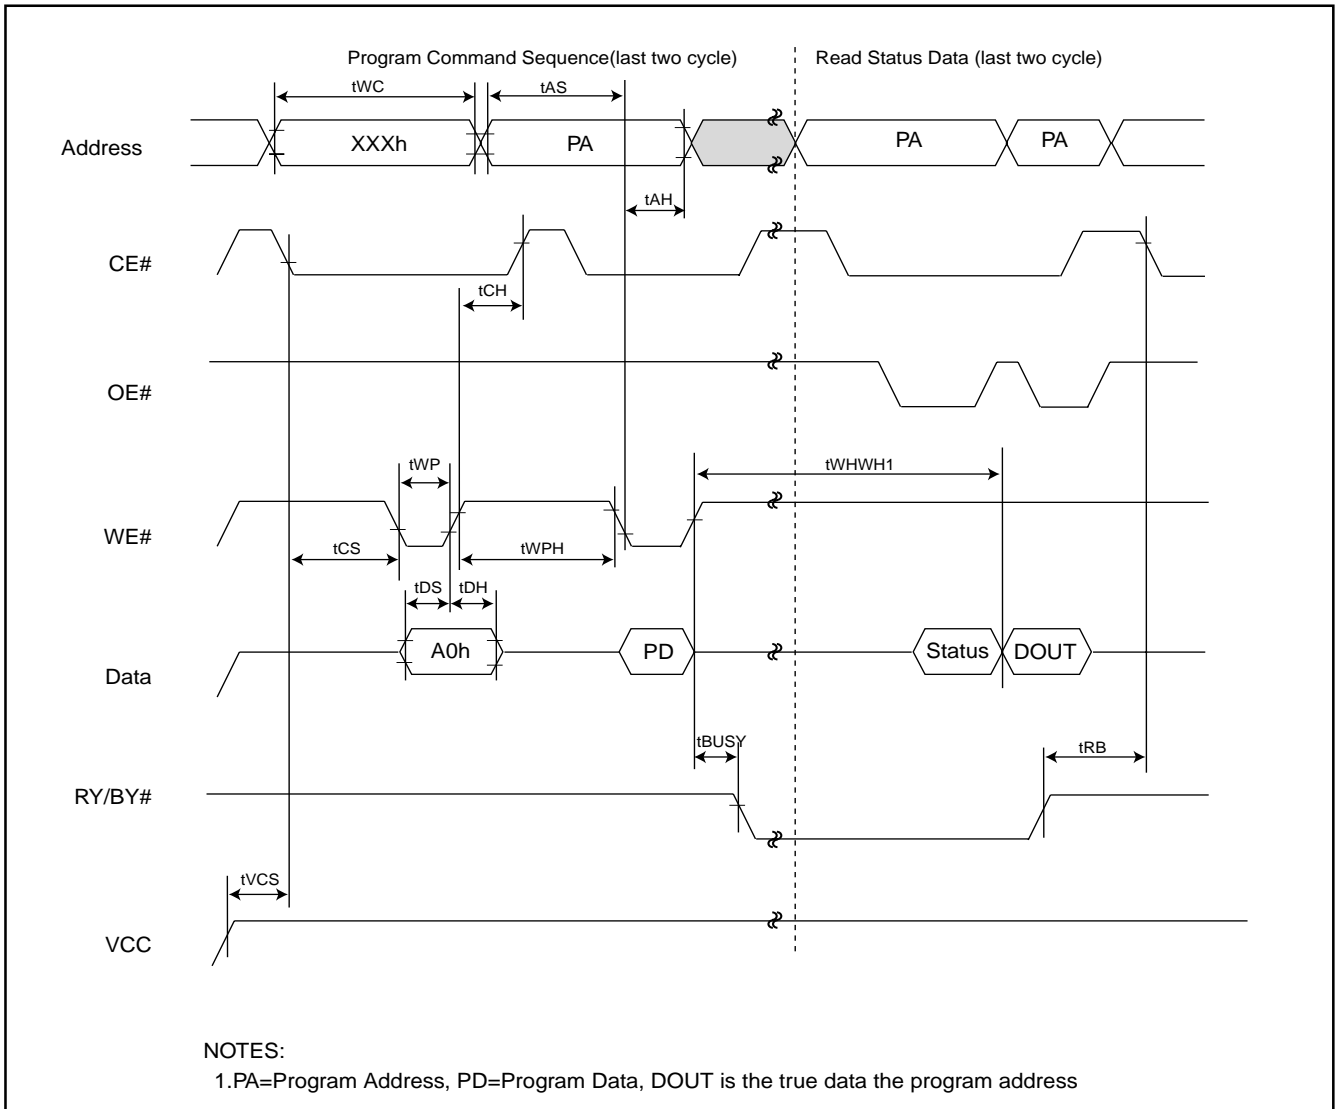 Program Command Sequence(last two cycle) Read Status Data (last two cycle)
tWC tAS
Address XXXh PA PA PA
tAH
CE#
tCH
OE#
tWP tWHWH1
WE#
tCS tWPH
tDS tDH
Data A0h PD Status DOUT
tBUSY tRB
RY/BY#
tVCS
VCC
NOTES:
1.PA=Program Address, PD=Program Data, DOUT is the true data the program address